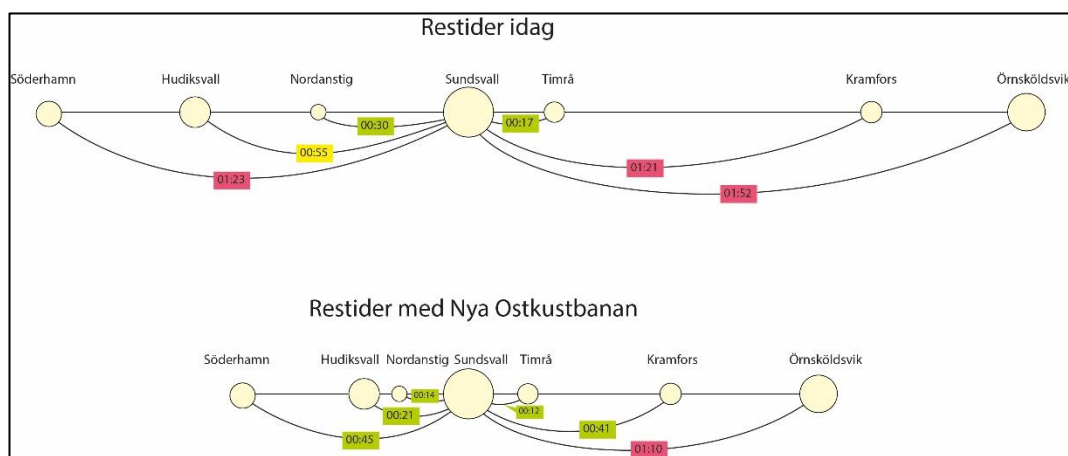 Restider idag
Söderhamn Hudiksvall Nordanstig Sundsvall Timrå Kramfors Örnsköldsvik
00:30 00:17
00:55
01:23 01:21
01:52
Restider med Nya Ostkustbanan
Söderhamn Hudiksvall Nordanstig Sundsvall Timrå Kramfors Örnsköldsvik
00:14
00:21 00:12
00:45 00:41
01:10